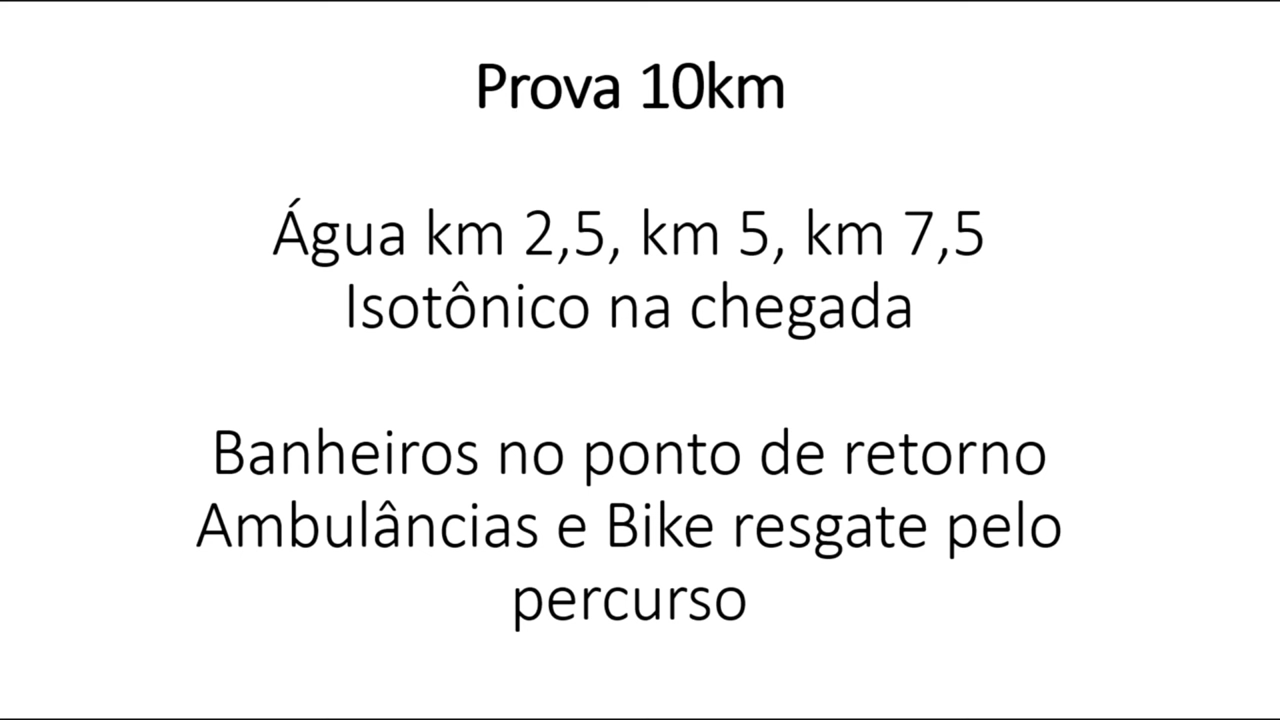 Prova 10km
Água km 2,5, km 5, km 7,5
Isotônico na chegada
Banheiros no ponto de retorno
Ambulâncias e Bike resgate pelo
percurso